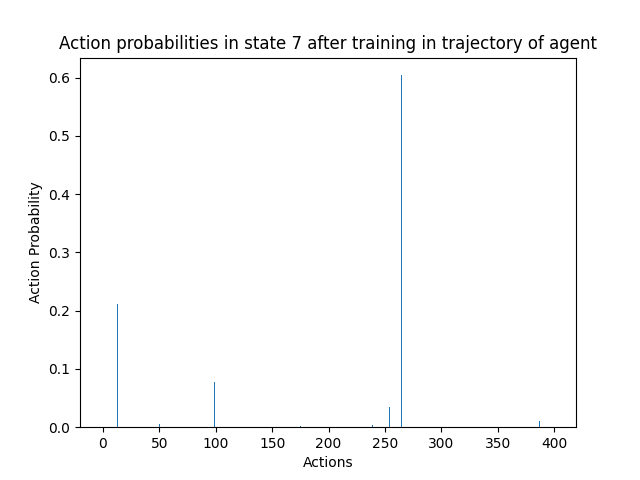 Action probabilities in state 7 after training in trajectory of agent
0.6
0.5
0.4
0.3
0.2
0.1
0.0
Action Probability
0 50 100 150 200 250 300 350 400
Actions